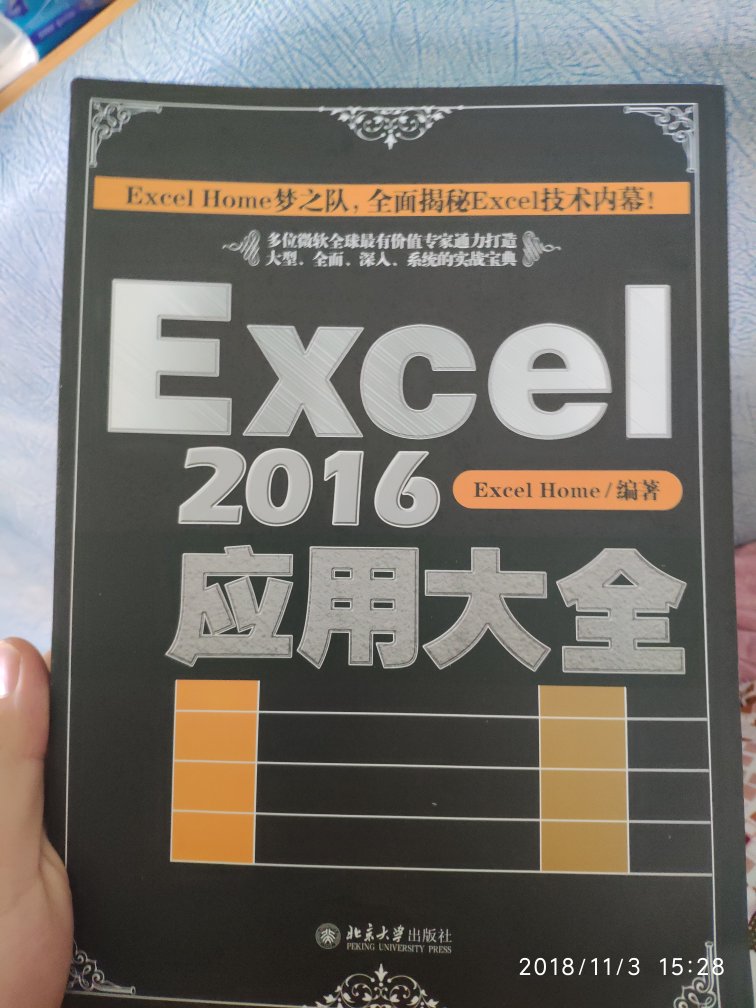 Excel Home梦之队，全面揭秘Excel技术内幕！
多位微软全球最有价值专家通力打造
大型、全面、深入、系统的实战宝典
Excel
2016
Excel Home/编著
应用大全
北京大学出版社
PEKING UNIVERSITY PRESS
2018/11/3 15:28